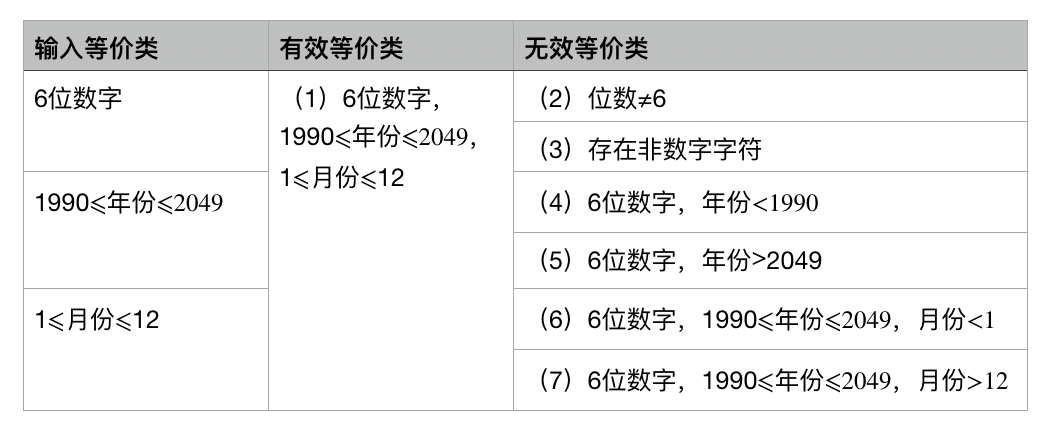 输入等价类
有效等价类
无效等价类
6位数字
（1）6位数字，
1990⩽年份⩽2049，
1⩽月份⩽12
（2）位数≠6
（3）存在非数字字符
1990⩽年份⩽2049
（4）6位数字，年份<1990
（5）6位数字，年份>2049
1⩽月份⩽12
（6）6位数字，1990⩽年份⩽2049，月份<1
（7）6位数字，1990⩽年份⩽2049，月份>12